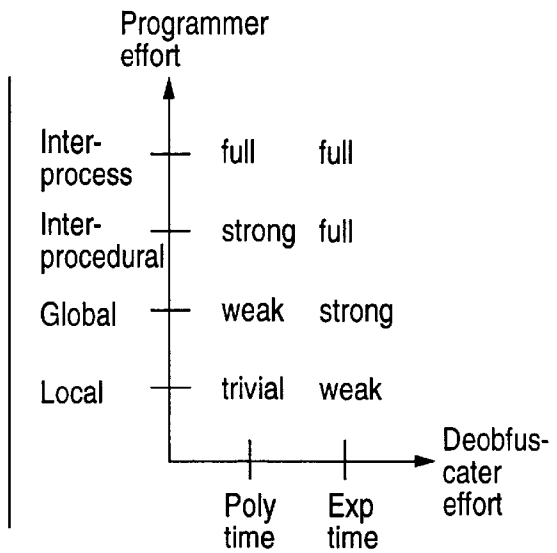 Programmer
effort
Inter-
process
full full
Inter-
procedural
strong full
Global
weak strong
Local
trivial weak
Deobfus-
cater
effort
Poly
time
Exp
time